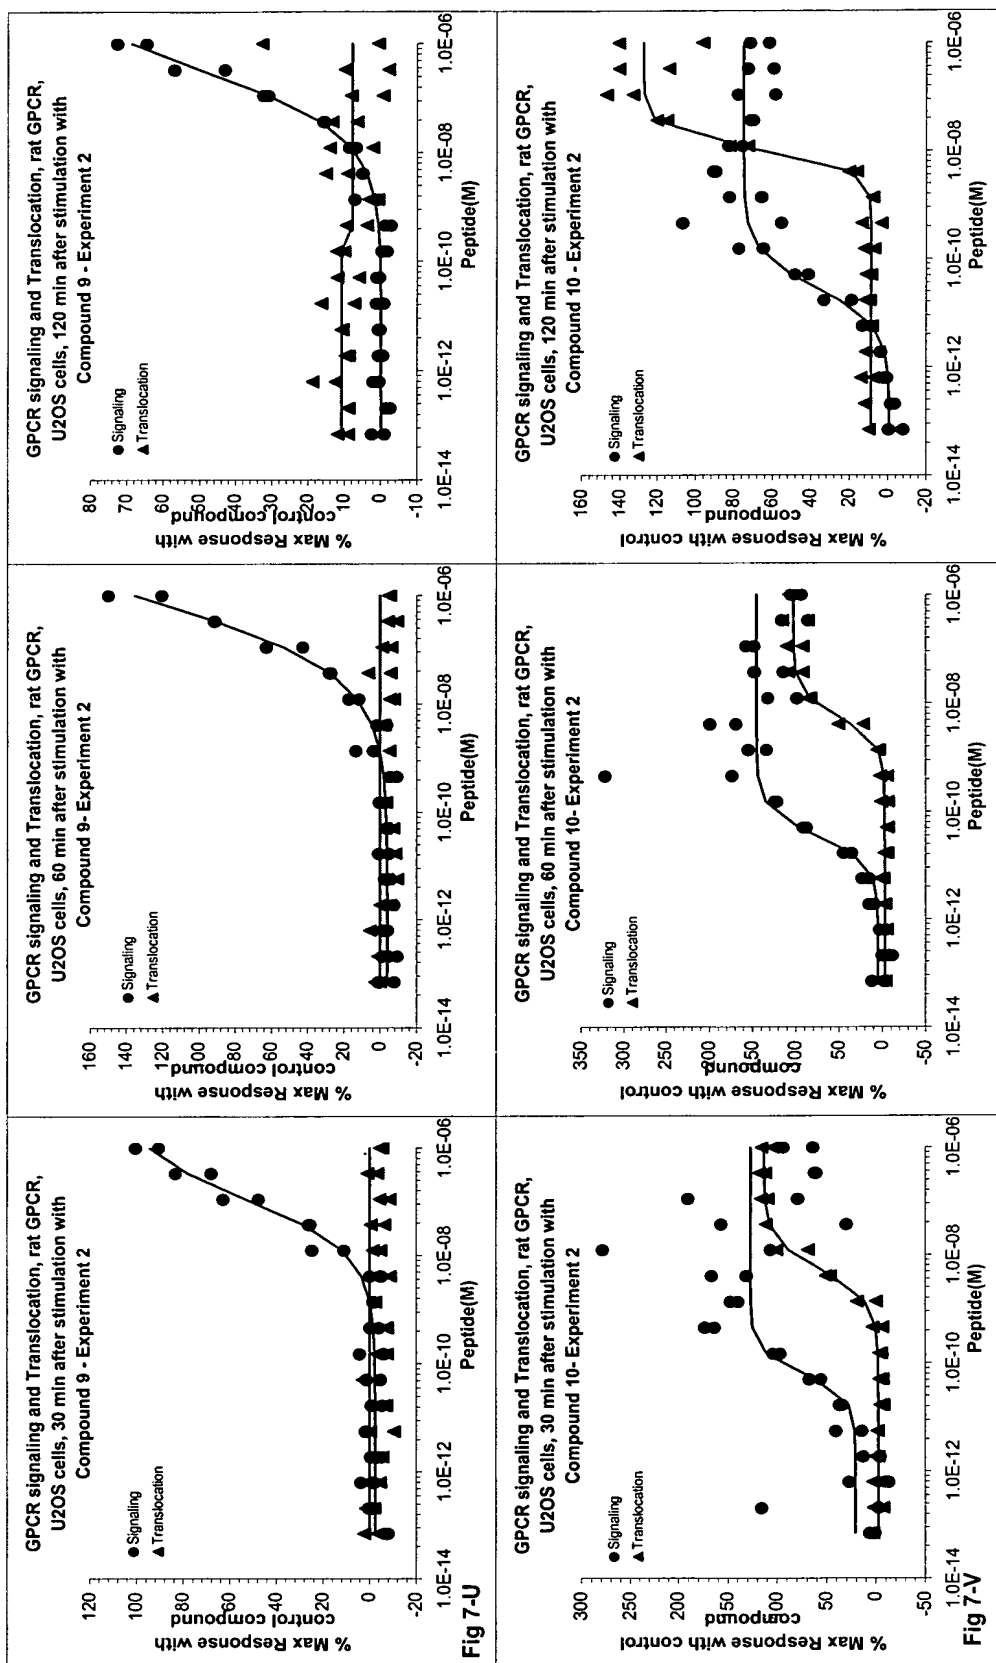 GPCR signaling and Translocation, rat GPCR,
U2OS cells, 30 min after stimulation with
Compound 9 - Experiment 2
Signaling
Translocation
% Max Response with
control compound
120
100
80
60
40
20
0
-20
1.0E-14
1.0E-12
1.0E-10
1.0E-08
1.0E-06
Peptide(M)
Fig 7-U
GPCR signaling and Translocation, rat GPCR,
U2OS cells, 60 min after stimulation with
Compound 9- Experiment 2
Signaling
Translocation
% Max Response with
control compound
160
140
120
100
80
60
40
20
0
-20
1.0E-14
1.0E-12
1.0E-10
1.0E-08
1.0E-06
Peptide(M)
GPCR signaling and Translocation, rat GPCR,
U2OS cells, 120 min after stimulation with
Compound 9 - Experiment 2
Signaling
Translocation
% Max Response with
control compound
80
70
60
50
40
30
20
10
0
-10
1.0E-14
1.0E-12
1.0E-10
1.0E-08
1.0E-06
Peptide(M)
GPCR signaling and Translocation, rat GPCR,
U2OS cells, 30 min after stimulation with
Compound 10- Experiment 2
Signaling
Translocation
% Max Response with control
compound
300
250
200
150
100
50
0
-50
1.0E-14
1.0E-12
1.0E-10
1.0E-08
1.0E-06
Peptide(M)
Fig 7-V
GPCR signaling and Translocation, rat GPCR,
U2OS cells, 60 min after stimulation with
Compound 10- Experiment 2
Signaling
Translocation
% Max Response with control
compound
350
300
250
200
150
100
50
0
-50
1.0E-14
1.0E-12
1.0E-10
1.0E-08
1.0E-06
Peptide(M)
GPCR signaling and Translocation, rat GPCR,
U2OS cells, 120 min after stimulation with
Compound 10 - Experiment 2
Signaling
Translocation
% Max Response with control
compound
160
140
120
100
80
60
40
20
0
-20
1.0E-14
1.0E-12
1.0E-10
1.0E-08
1.0E-06
Peptide(M)